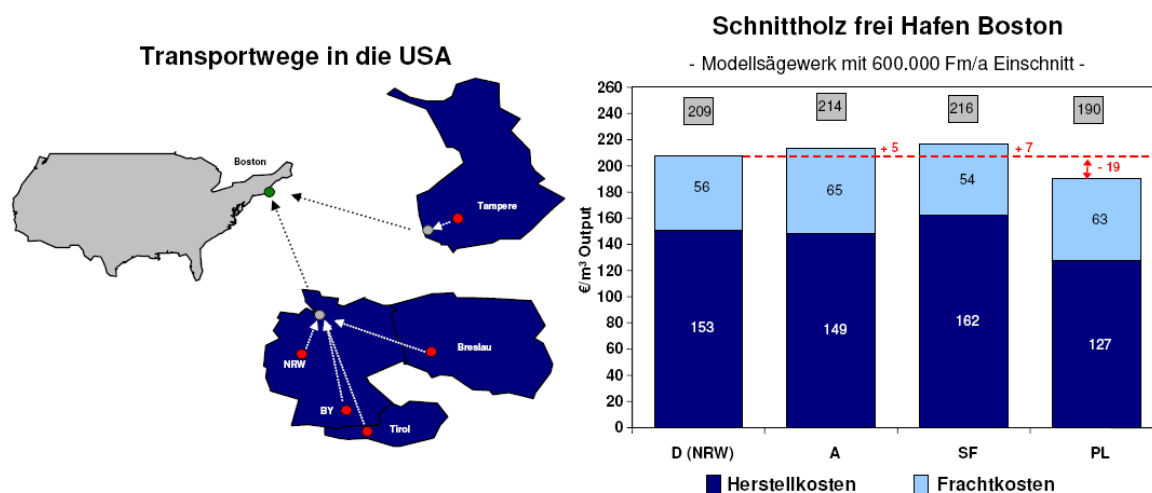 Transportwege in die USA
Boston
Tampere
NRW
Breslau
BY
Tirol
Schnittholz frei Hafen Boston
- Modellsägewerk mit 600.000 Fm/a Einschnitt -
€/m³ Output
260
240
220
200
180
160
140
120
100
80
60
40
20
0
209
214
216
190
+ 5
+ 7
- 19
56
65
54
63
153
149
162
127
D (NRW)
A
SF
PL
Herstellkosten
Frachtkosten